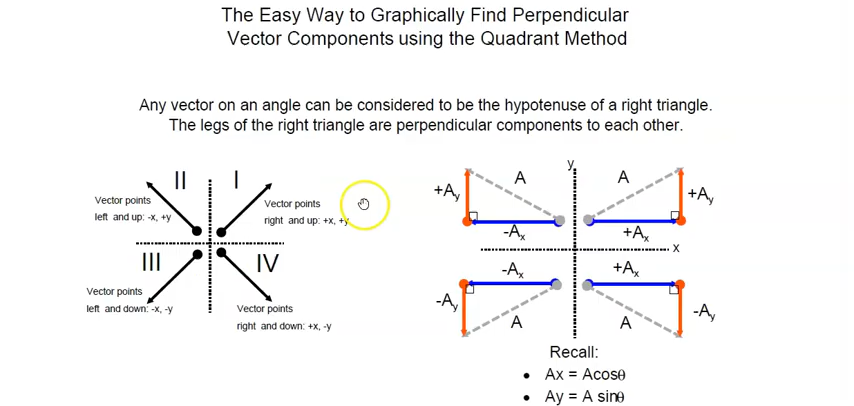 The Easy Way to Graphically Find Perpendicular
Vector Components using the Quadrant Method
Any vector on an angle can be considered to be the hypotenuse of a right triangle.
The legs of the right triangle are perpendicular components to each other.
II
I
Vector points
left and up: -x, +y
Vector points
right and up: +x, +y
III
IV
Vector points
left and down: -x, -y
Vector points
right and down: +x, -y
y
A
A
+Ay
+Ay
-Ax
+Ax
x
-Ax
+Ax
-Ay
-Ay
A
A
Recall:
• Ax = Acosθ
• Ay = A sinθ